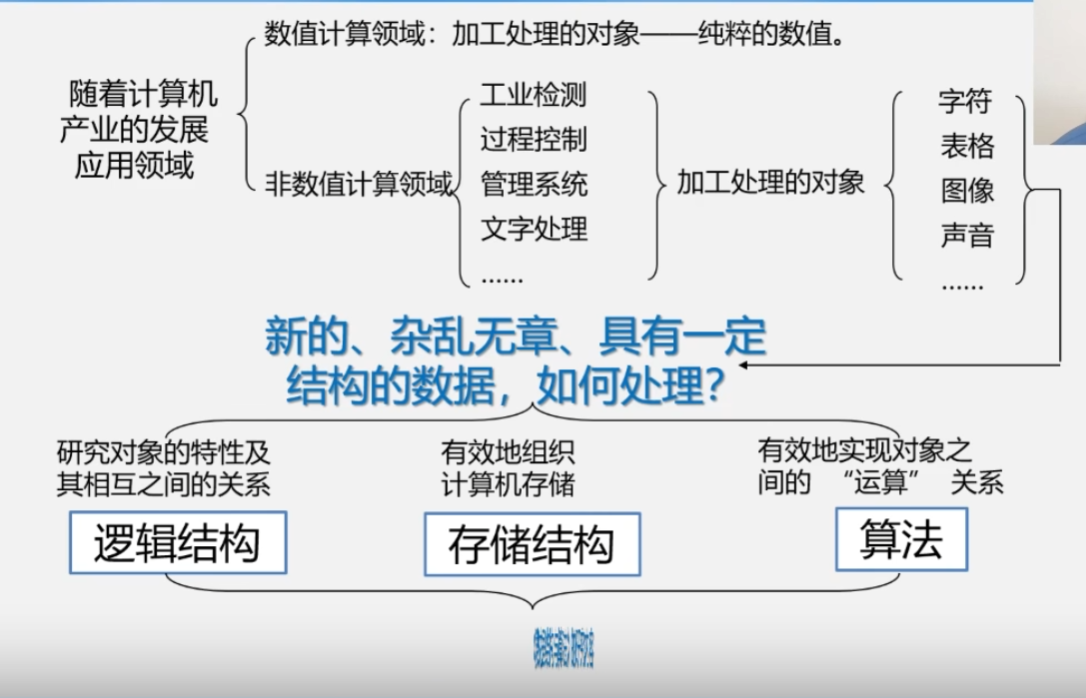 数值计算领域：加工处理的对象——纯粹的数值。
随着计算机
产业的发展
应用领域
非数值计算领域
工业检测
过程控制
管理系统
文字处理
……
加工处理的对象
字符
表格
图像
声音
……
新的、杂乱无章、具有一定
结构的数据，如何处理？
研究对象的特性及
其相互之间的关系
逻辑结构
有效地组织
计算机存储
存储结构
有效地实现对象之
间的 “运算” 关系
算法